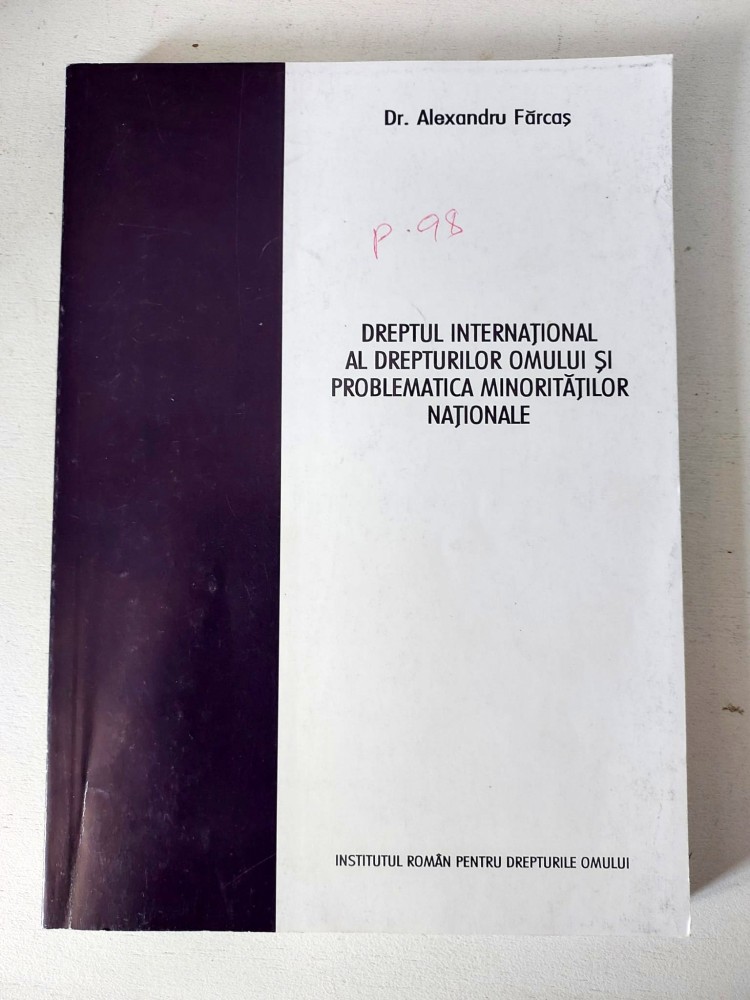 Dr. Alexandru Fărcaş
p. 98
DREPTUL INTERNAŢIONAL
AL DREPTURILOR OMULUI ŞI
PROBLEMATICA MINORITĂŢILOR
NAŢIONALE
INSTITUTUL ROMÂN PENTRU DREPTURILE OMULUI